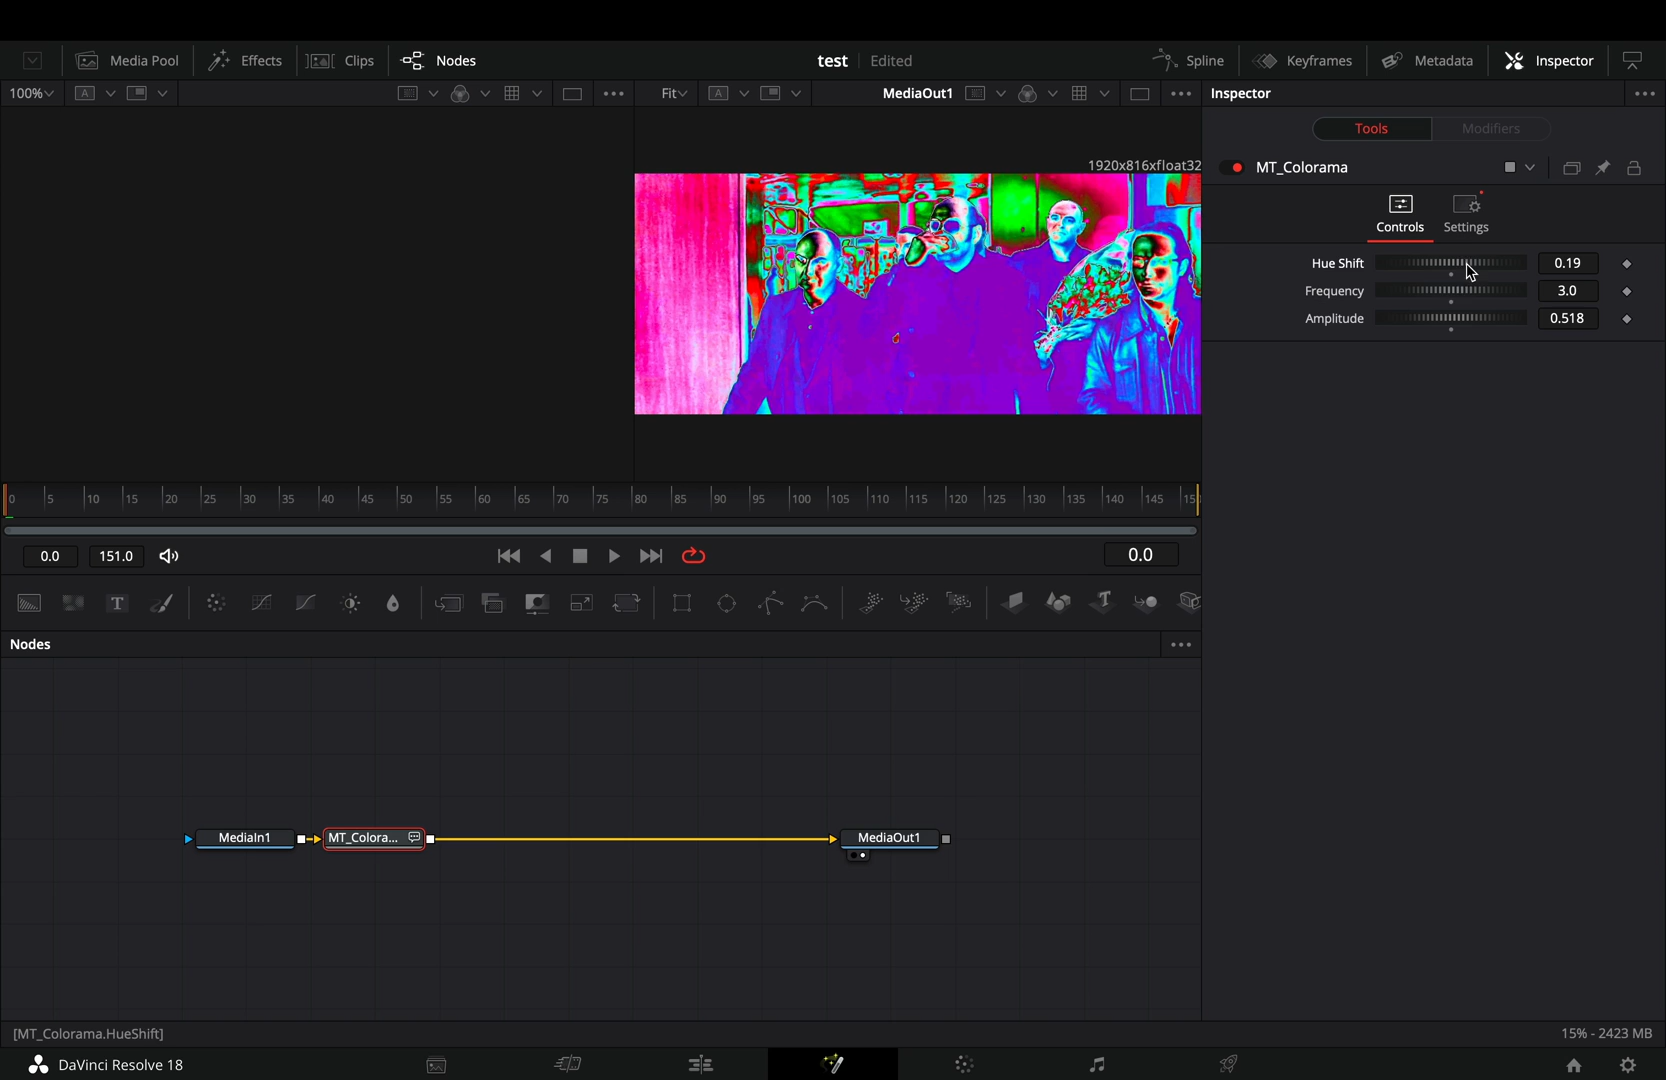 Media Pool Effects Clips Nodes test Edited Spline Keyframes Metadata Inspector
100% A Fit A MediaOut1 Inspector
Tools Modifiers
1920x816xfloat32
MT_Colorama
Controls Settings
Hue Shift 0.19
Frequency 3.0
Amplitude 0.518
0 5 10 15 20 25 30 35 40 45 50 55 60 65 70 75 80 85 90 95 100 105 110 115 120 125 130 135 140 145 15
0.0 151.0 0.0
T T
Nodes
MediaIn1 MT_Colora... MediaOut1
[MT_Colorama.HueShift] 15% - 2423 MB
DaVinci Resolve 18